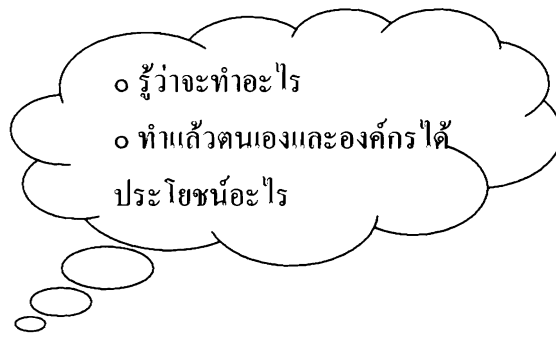 o รู้ว่าจะทำอะไร
o ทำแล้วตนเองและองค์กรได้
ประโยชน์อะไร